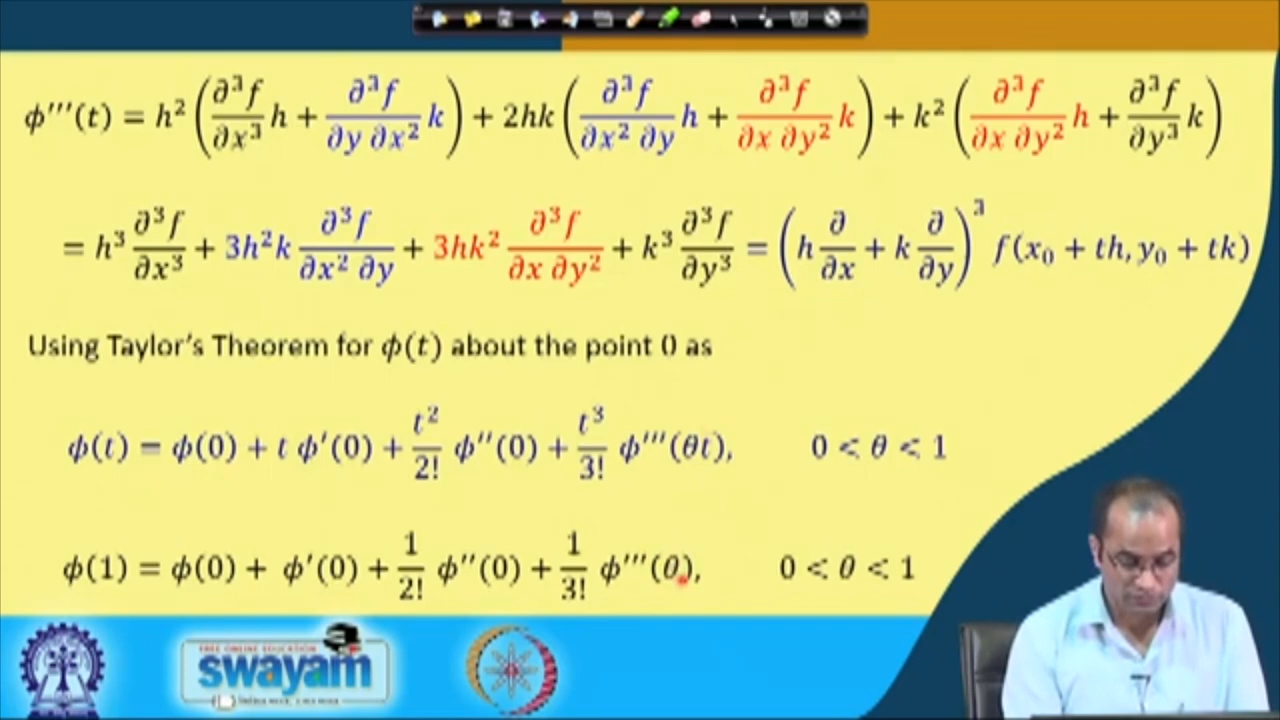 ϕ′′′(t) = h² (∂³f/∂x³ h + ∂³f/∂y ∂x² k) + 2hk (∂³f/∂x² ∂y h + ∂³f/∂x ∂y² k) + k² (∂³f/∂x ∂y² h + ∂³f/∂y³ k)
= h³ ∂³f/∂x³ + 3h²k ∂³f/∂x² ∂y + 3hk² ∂³f/∂x ∂y² + k³ ∂³f/∂y³ = (h ∂/∂x + k ∂/∂y)³ f(x₀ + th, y₀ + tk)
Using Taylor's Theorem for ϕ(t) about the point 0 as
ϕ(t) = ϕ(0) + t ϕ′(0) + t²/2! ϕ′′(0) + t³/3! ϕ′′′(θt), 0 < θ < 1
ϕ(1) = ϕ(0) + ϕ′(0) + 1/2! ϕ′′(0) + 1/3! ϕ′′′(θ), 0 < θ < 1
FREE ONLINE EDUCATION
swayam